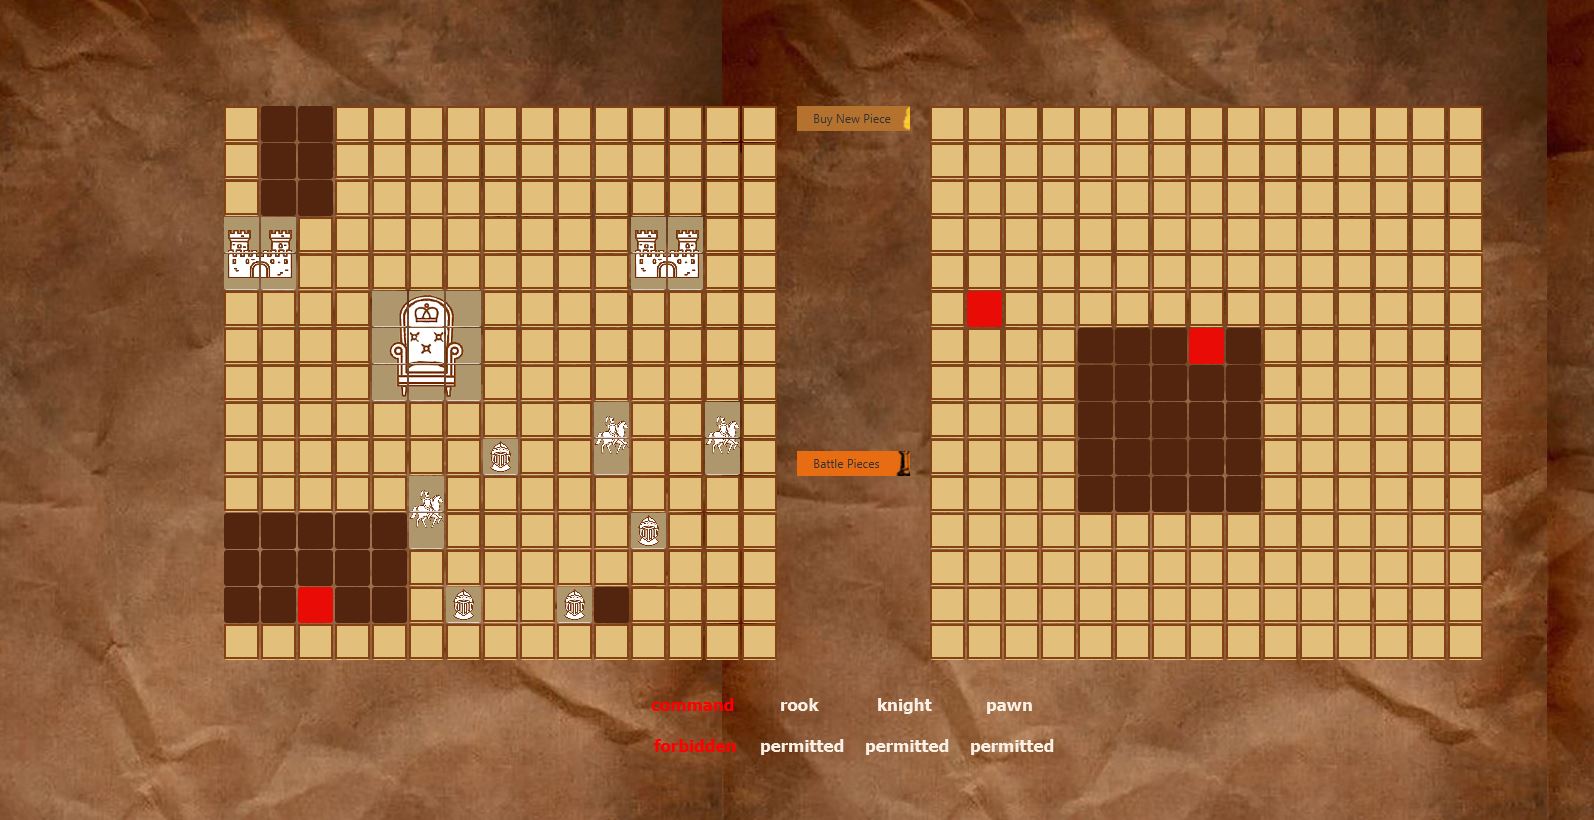 Buy New Piece
Battle Pieces
command rook knight pawn
forbidden permitted permitted permitted